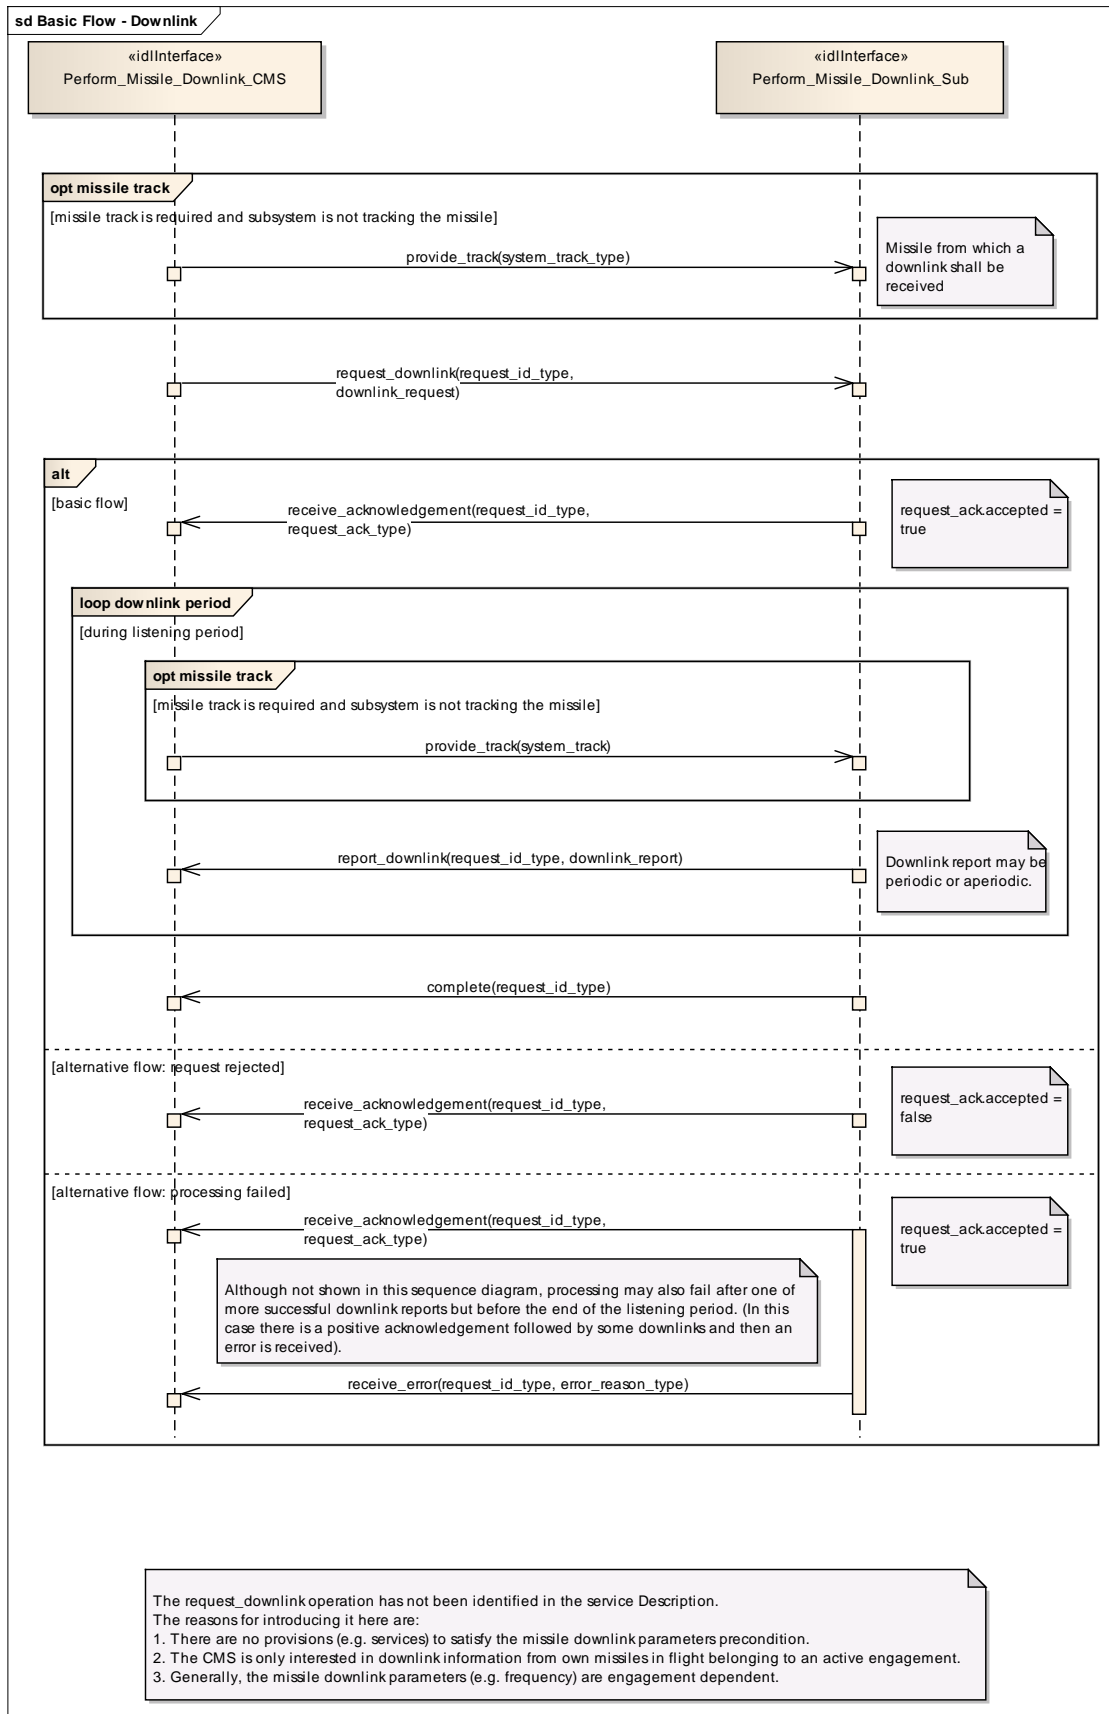 sd Basic Flow - Downlink
«idlInterface»
Perform_Missile_Downlink_CMS
«idlInterface»
Perform_Missile_Downlink_Sub
opt missile track
[missile track is required and subsystem is not tracking the missile]
provide_track(system_track_type)
Missile from which a
downlink shall be
received
request_downlink(request_id_type,
downlink_request)
alt
[basic flow]
receive_acknowledgement(request_id_type,
request_ack_type)
request_ack.accepted =
true
loop downlink period
[during listening period]
opt missile track
[missile track is required and subsystem is not tracking the missile]
provide_track(system_track)
report_downlink(request_id_type, downlink_report)
Downlink report may be
periodic or aperiodic.
complete(request_id_type)
[alternative flow: request rejected]
receive_acknowledgement(request_id_type,
request_ack_type)
request_ack.accepted =
false
[alternative flow: processing failed]
receive_acknowledgement(request_id_type,
request_ack_type)
request_ack.accepted =
true
Although not shown in this sequence diagram, processing may also fail after one of
more successful downlink reports but before the end of the listening period. (In this
case there is a positive acknowledgement followed by some downlinks and then an
error is received).
receive_error(request_id_type, error_reason_type)
The request_downlink operation has not been identified in the service Description.
The reasons for introducing it here are:
1. There are no provisions (e.g. services) to satisfy the missile downlink parameters precondition.
2. The CMS is only interested in downlink information from own missiles in flight belonging to an active engagement.
3. Generally, the missile downlink parameters (e.g. frequency) are engagement dependent.